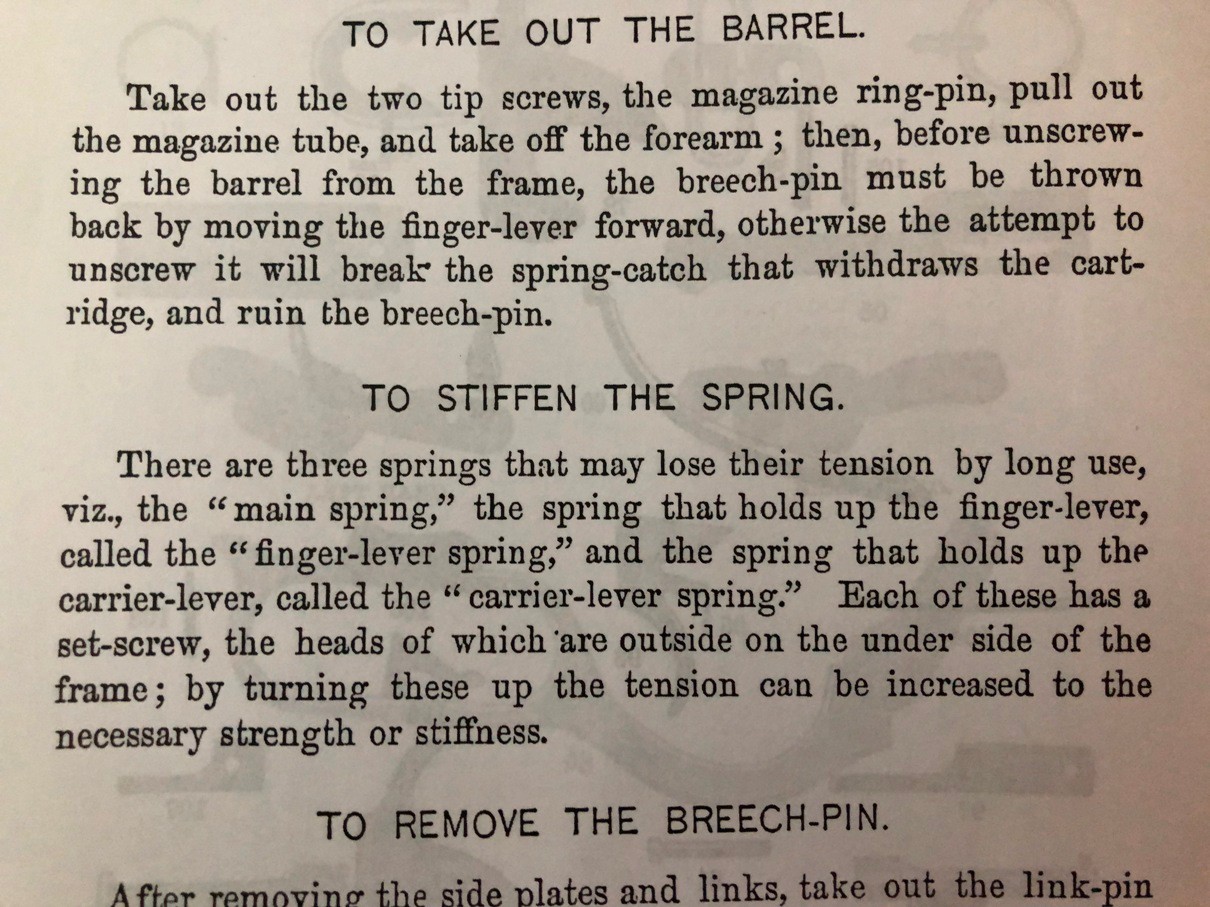 TO TAKE OUT THE BARREL.
Take out the two tip screws, the magazine ring-pin, pull out
the magazine tube, and take off the forearm ; then, before unscrew-
ing the barrel from the frame, the breech-pin must be thrown
back by moving the finger-lever forward, otherwise the attempt to
unscrew it will break the spring-catch that withdraws the cart-
ridge, and ruin the breech-pin.
TO STIFFEN THE SPRING.
There are three springs that may lose their tension by long use,
viz., the “main spring,” the spring that holds up the finger-lever,
called the “finger-lever spring,” and the spring that holds up the
carrier-lever, called the “carrier-lever spring.” Each of these has a
set-screw, the heads of which are outside on the under side of the
frame; by turning these up the tension can be increased to the
necessary strength or stiffness.
TO REMOVE THE BREECH-PIN.
After removing the side plates and links, take out the link-pin